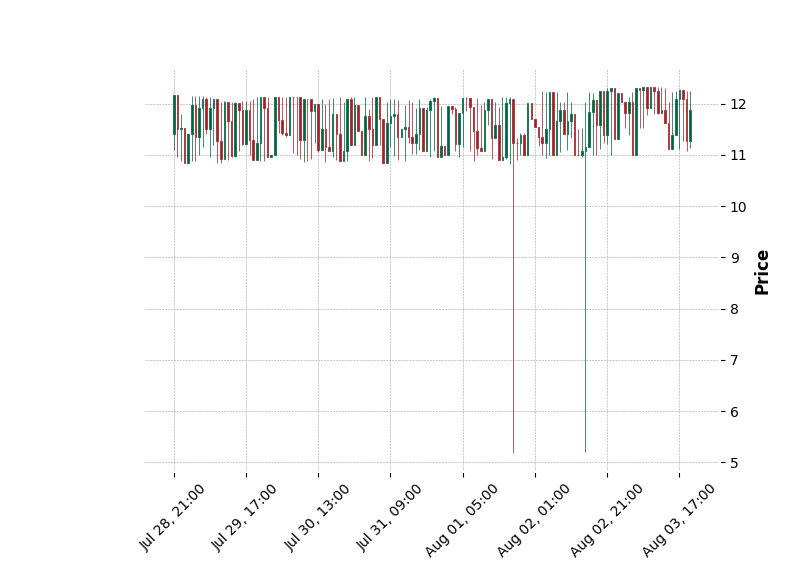 12
11
10
9
8
7
6
5
Price
Jul 28, 21:00
Jul 29, 17:00
Jul 30, 13:00
Jul 31, 09:00
Aug 01, 05:00
Aug 02, 01:00
Aug 02, 21:00
Aug 03, 17:00